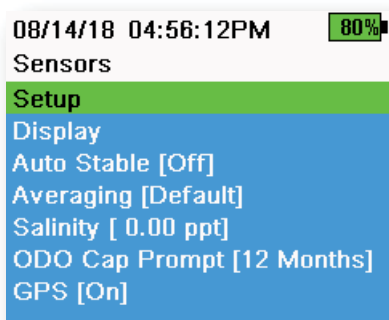 08/14/18 04:56:12PM 80%
Sensors
Setup
Display
Auto Stable [Off]
Averaging [Default]
Salinity [ 0.00 ppt]
ODO Cap Prompt [12 Months]
GPS [On]